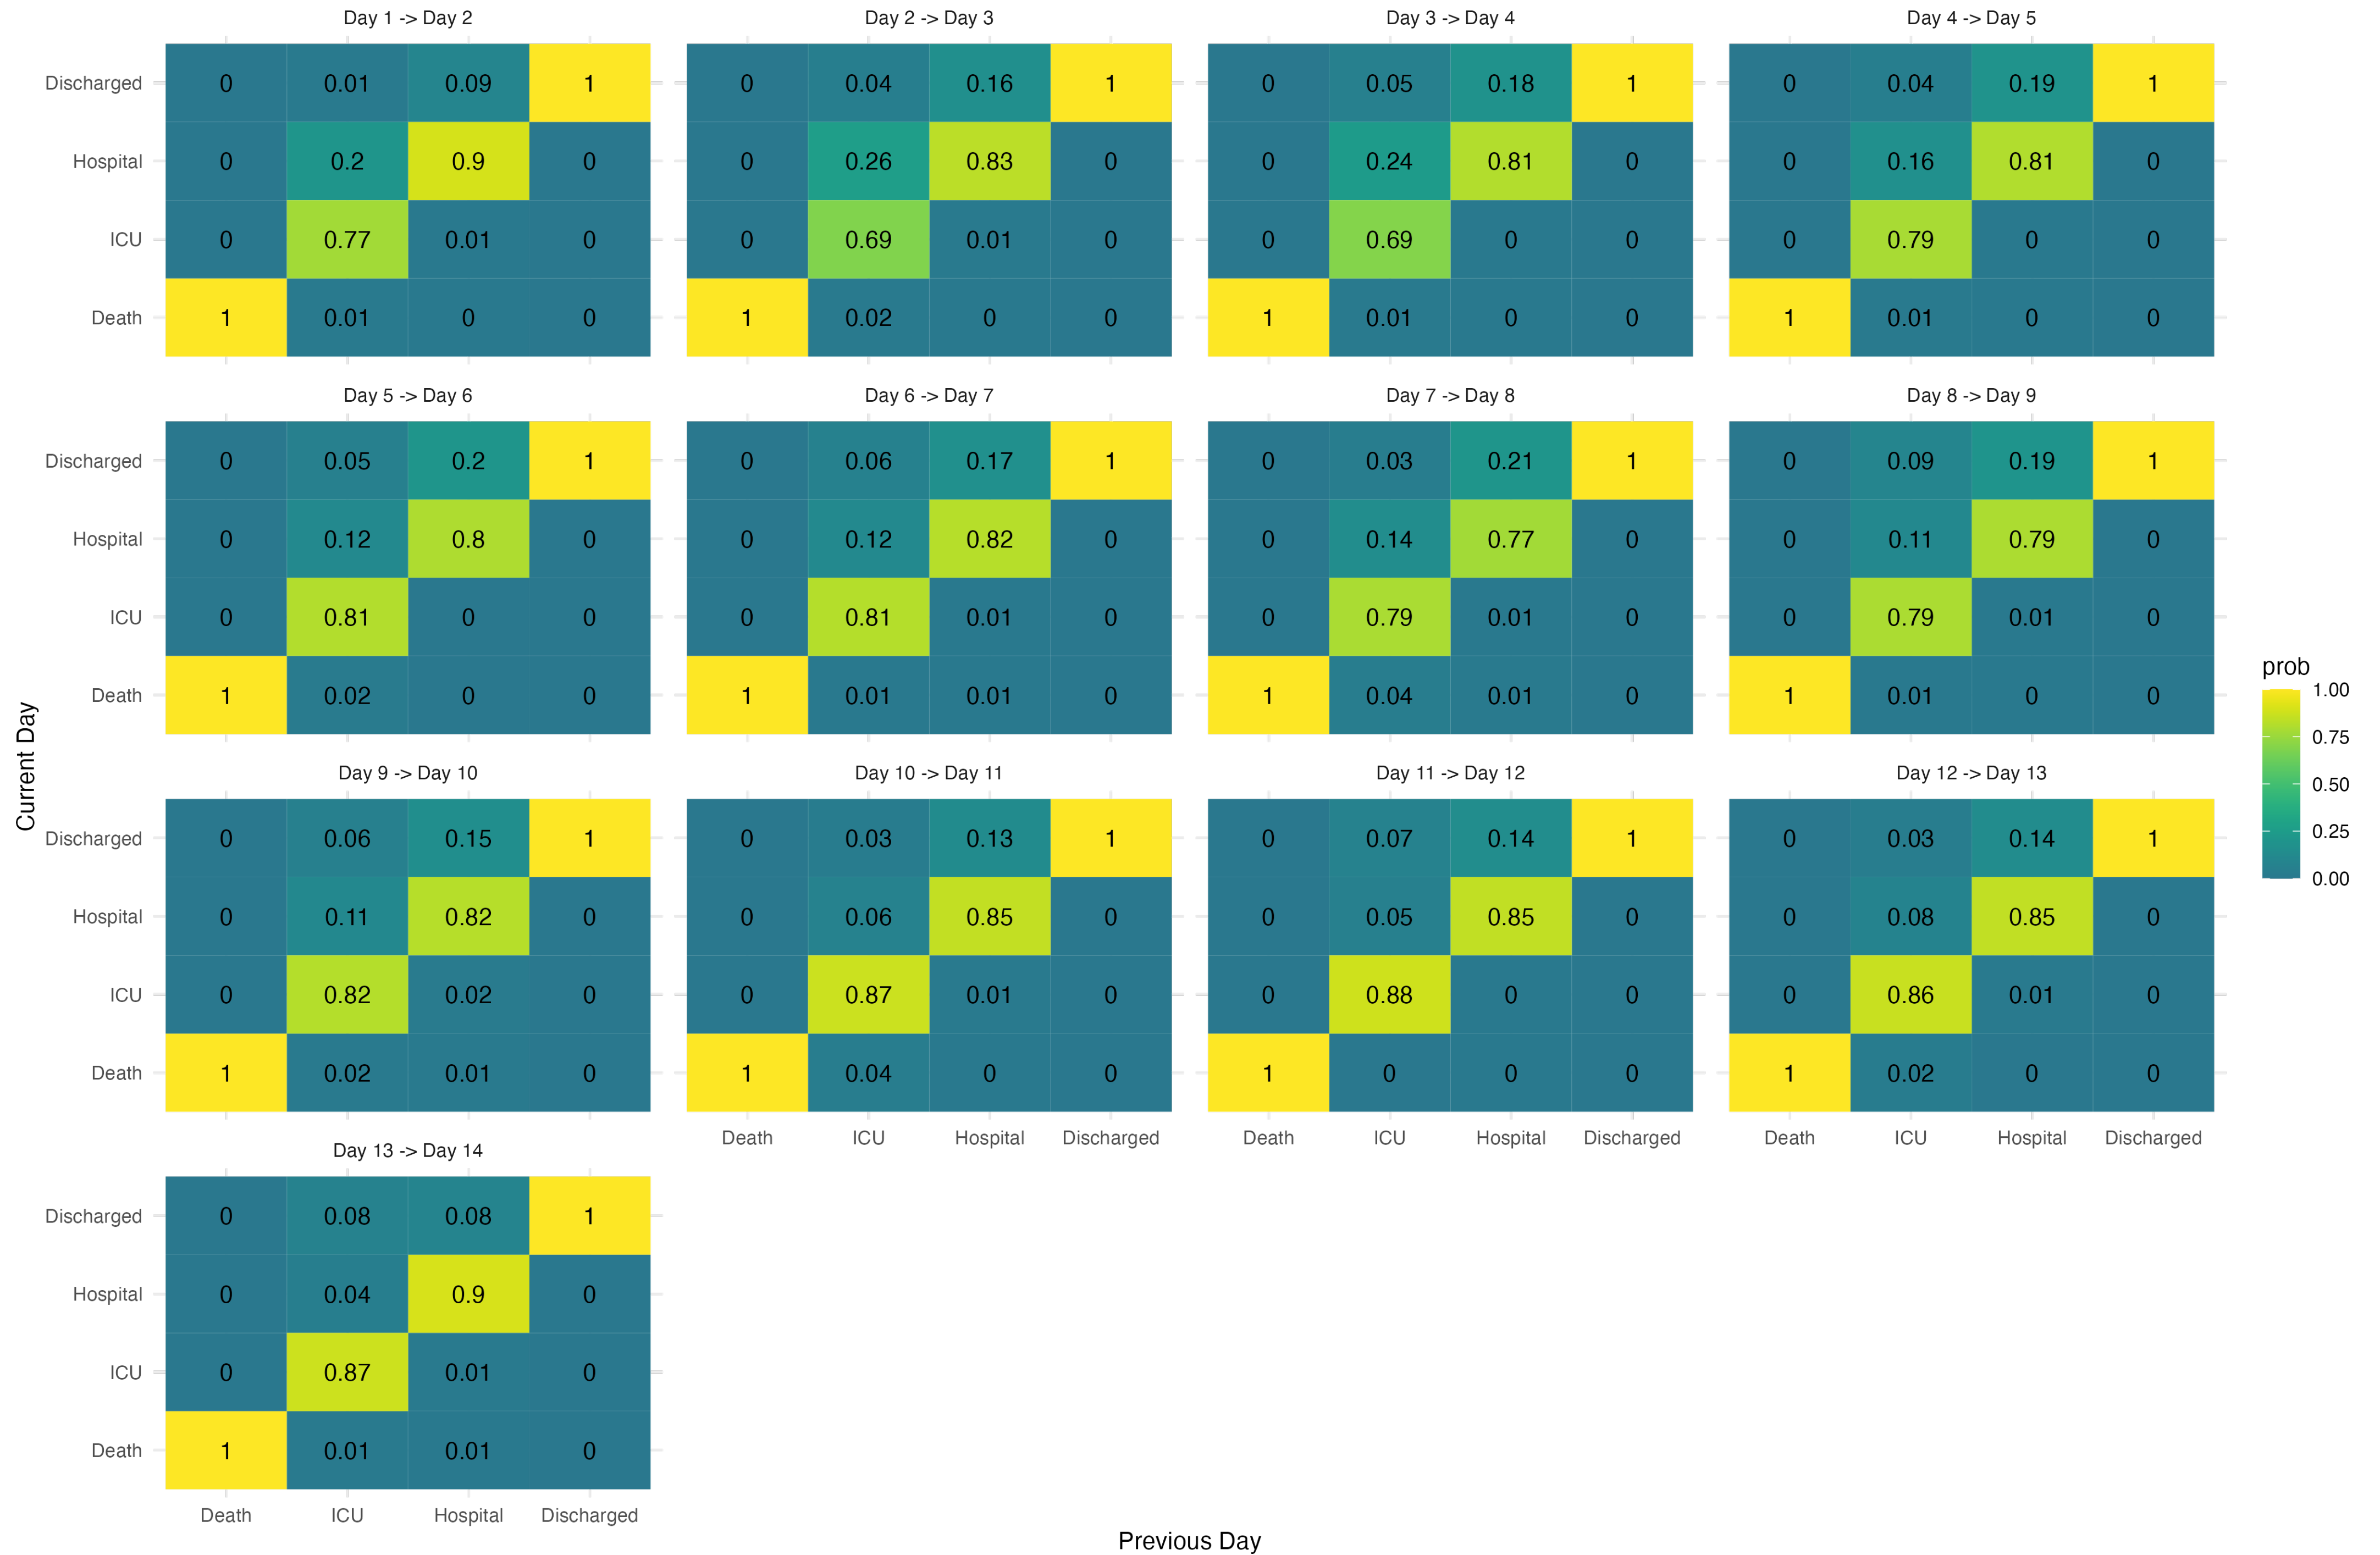 Day 1 -> Day 2 Day 2 -> Day 3 Day 3 -> Day 4 Day 4 -> Day 5
Discharged 0 0.01 0.09 1 0 0.04 0.16 1 0 0.05 0.18 1 0 0.04 0.19 1
Hospital 0 0.2 0.9 0 0 0.26 0.83 0 0 0.24 0.81 0 0 0.16 0.81 0
ICU 0 0.77 0.01 0 0 0.69 0.01 0 0 0.69 0 0 0 0.79 0 0
Death 1 0.01 0 0 1 0.02 0 0 1 0.01 0 0 1 0.01 0 0
Day 5 -> Day 6 Day 6 -> Day 7 Day 7 -> Day 8 Day 8 -> Day 9
Discharged 0 0.05 0.2 1 0 0.06 0.17 1 0 0.03 0.21 1 0 0.09 0.19 1
Hospital 0 0.12 0.8 0 0 0.12 0.82 0 0 0.14 0.77 0 0 0.11 0.79 0
ICU 0 0.81 0 0 0 0.81 0.01 0 0 0.79 0.01 0 0 0.79 0.01 0
Death 1 0.02 0 0 1 0.01 0.01 0 1 0.04 0.01 0 1 0.01 0 0
Day 9 -> Day 10 Day 10 -> Day 11 Day 11 -> Day 12 Day 12 -> Day 13
Discharged 0 0.06 0.15 1 0 0.03 0.13 1 0 0.07 0.14 1 0 0.03 0.14 1
Hospital 0 0.11 0.82 0 0 0.06 0.85 0 0 0.05 0.85 0 0 0.08 0.85 0
ICU 0 0.82 0.02 0 0 0.87 0.01 0 0 0.88 0 0 0 0.86 0.01 0
Death 1 0.02 0.01 0 1 0.04 0 0 1 0 0 0 1 0.02 0 0
Death ICU Hospital Discharged Death ICU Hospital Discharged Death ICU Hospital Discharged
Day 13 -> Day 14
Discharged 0 0.08 0.08 1
Hospital 0 0.04 0.9 0
ICU 0 0.87 0.01 0
Death 1 0.01 0.01 0
Death ICU Hospital Discharged
Previous Day
Current Day
prob
1.00
0.75
0.50
0.25
0.00